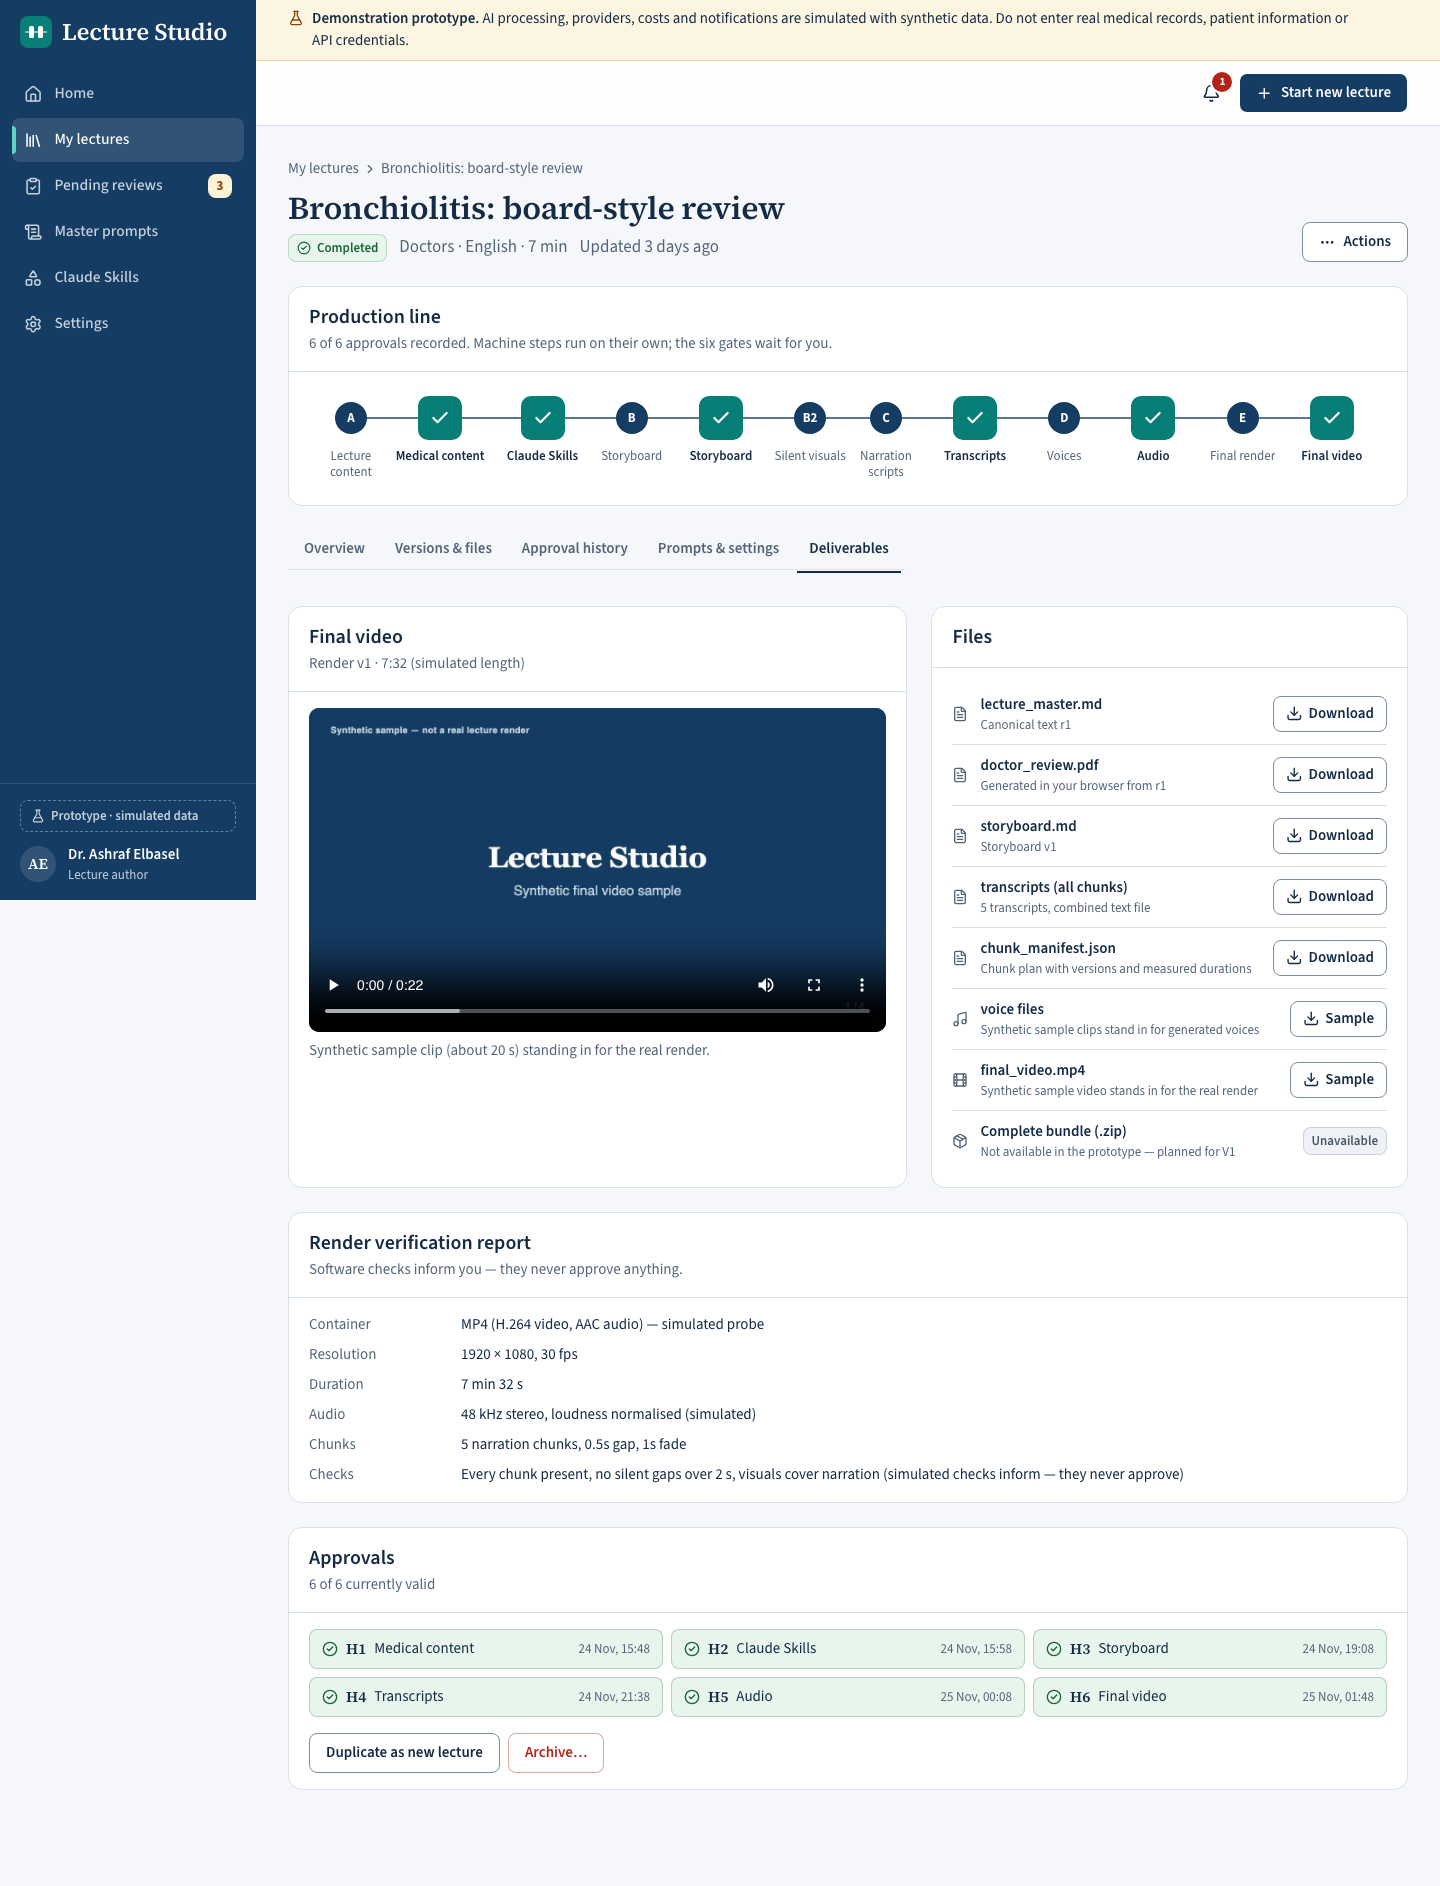 Lecture Studio
Home
My lectures
Pending reviews 3
Master prompts
Claude Skills
Settings
Prototype · simulated data
AE
Dr. Ashraf Elbasel
Lecture author
Demonstration prototype. AI processing, providers, costs and notifications are simulated with synthetic data. Do not enter real medical records, patient information or
API credentials.
1
Start new lecture
My lectures > Bronchiolitis: board-style review
Bronchiolitis: board-style review
Completed Doctors · English · 7 min Updated 3 days ago
Actions
Production line
6 of 6 approvals recorded. Machine steps run on their own; the six gates wait for you.
A B B2 C D E
Lecture content
Medical content
Claude Skills
Storyboard
Storyboard
Silent visuals
Narration scripts
Transcripts
Voices
Audio
Final render
Final video
Overview Versions & files Approval history Prompts & settings Deliverables
Final video
Render v1 · 7:32 (simulated length)
Synthetic sample — not a real lecture render
Lecture Studio
Synthetic final video sample
0:00 / 0:22
Synthetic sample clip (about 20 s) standing in for the real render.
Files
lecture_master.md
Canonical text r1
Download
doctor_review.pdf
Generated in your browser from r1
Download
storyboard.md
Storyboard v1
Download
transcripts (all chunks)
5 transcripts, combined text file
Download
chunk_manifest.json
Chunk plan with versions and measured durations
Download
voice files
Synthetic sample clips stand in for generated voices
Sample
final_video.mp4
Synthetic sample video stands in for the real render
Sample
Complete bundle (.zip)
Not available in the prototype — planned for V1
Unavailable
Render verification report
Software checks inform you — they never approve anything.
Container MP4 (H.264 video, AAC audio) — simulated probe
Resolution 1920 × 1080, 30 fps
Duration 7 min 32 s
Audio 48 kHz stereo, loudness normalised (simulated)
Chunks 5 narration chunks, 0.5s gap, 1s fade
Checks Every chunk present, no silent gaps over 2 s, visuals cover narration (simulated checks inform — they never approve)
Approvals
6 of 6 currently valid
H1 Medical content 24 Nov, 15:48
H2 Claude Skills 24 Nov, 15:58
H3 Storyboard 24 Nov, 19:08
H4 Transcripts 24 Nov, 21:38
H5 Audio 25 Nov, 00:08
H6 Final video 25 Nov, 01:48
Duplicate as new lecture
Archive...